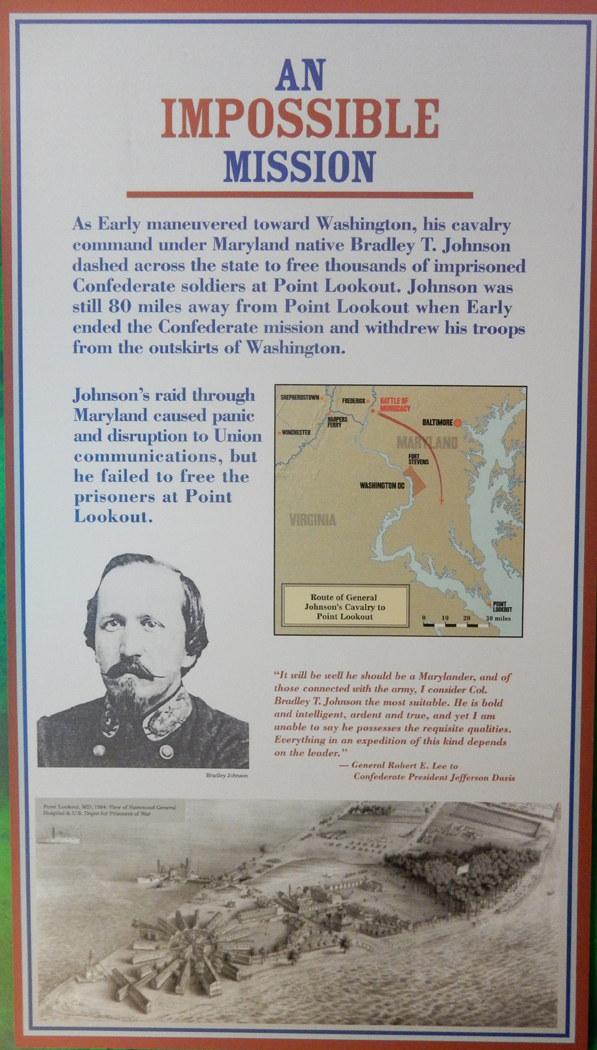 AN
IMPOSSIBLE
MISSION
As Early maneuvered toward Washington, his cavalry
command under Maryland native Bradley T. Johnson
dashed across the state to free thousands of imprisoned
Confederate soldiers at Point Lookout. Johnson was
still 80 miles away from Point Lookout when Early
ended the Confederate mission and withdrew his troops
from the outskirts of Washington.
Johnson's raid through
Maryland caused panic
and disruption to Union
communications, but
he failed to free the
prisoners at Point
Lookout.
SHEPHERDSTOWN
FREDERICK
BATTLE OF
MONOCACY
HARPERS
FERRY
BALTIMORE
WINCHESTER
MARYLAND
FORT
STEVENS
WASHINGTON DC
VIRGINIA
Route of General
Johnson's Cavalry to
Point Lookout
POINT
LOOKOUT
0 10 20 30 miles
Bradley Johnson
"It will be well he should be a Marylander, and of
those connected with the army, I consider Col.
Bradley T. Johnson the most suitable. He is bold
and intelligent, ardent and true, and yet I am
unable to say he possesses the requisite qualities.
Everything in an expedition of this kind depends
on the leader."
— General Robert E. Lee to
Confederate President Jefferson Davis
Point Lookout, MD, 1864. View of Hammond General
Hospital & U.S. Depot for Prisoners of War